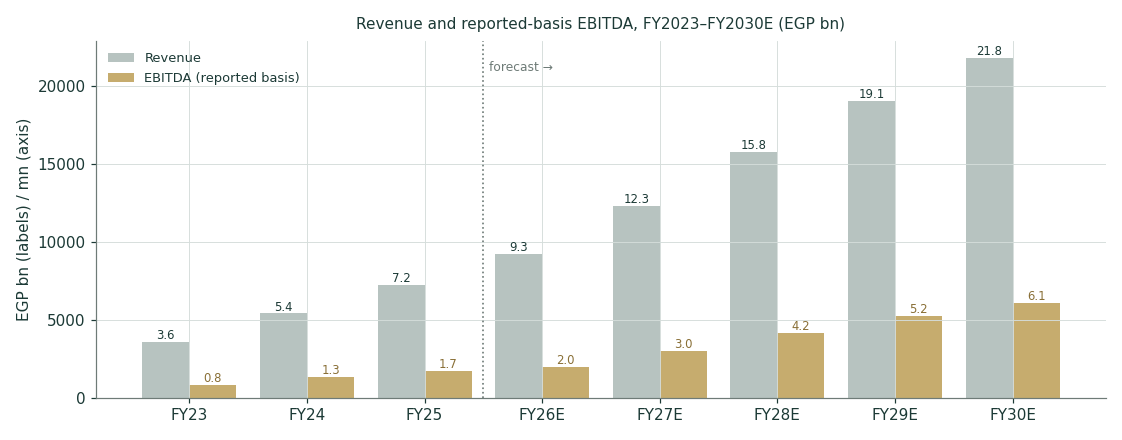 Revenue and reported-basis EBITDA, FY2023–FY2030E (EGP bn)
Revenue
EBITDA (reported basis)
forecast →
EGP bn (labels) / mn (axis)
20000
15000
10000
5000
0
3.6
0.8
5.4
1.3
7.2
1.7
9.3
2.0
12.3
3.0
15.8
4.2
19.1
5.2
21.8
6.1
FY23
FY24
FY25
FY26E
FY27E
FY28E
FY29E
FY30E